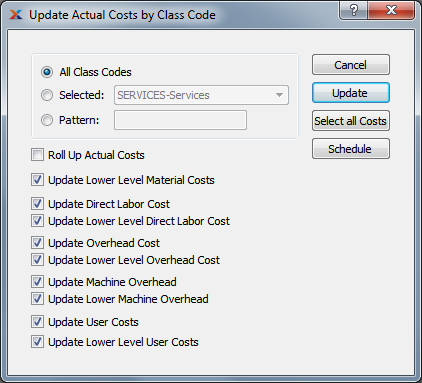 Update Actual Costs by Class Code
All Class Codes
Selected: SERVICES-Services
Pattern:
Cancel
Update
Select all Costs
Schedule
Roll Up Actual Costs
Update Lower Level Material Costs
Update Direct Labor Cost
Update Lower Level Direct Labor Cost
Update Overhead Cost
Update Lower Level Overhead Cost
Update Machine Overhead
Update Lower Machine Overhead
Update User Costs
Update Lower Level User Costs